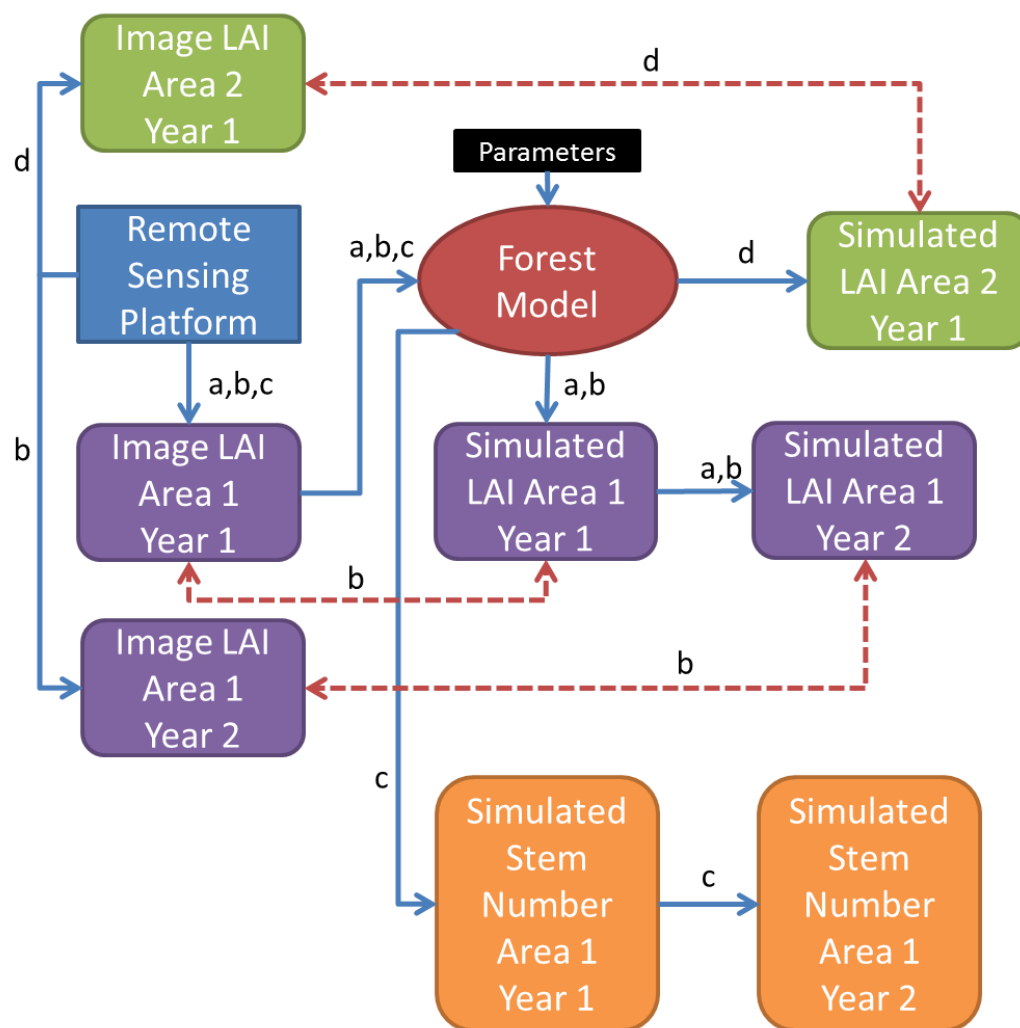 Image LAI
Area 2
Year 1
d
d
Parameters
Remote
Sensing
Platform
a,b,c
Forest
Model
d
Simulated
LAI Area 2
Year 1
a,b,c
a,b
b
Image LAI
Area 1
Year 1
Simulated
LAI Area 1
Year 1
a,b
Simulated
LAI Area 1
Year 2
b
Image LAI
Area 1
Year 2
b
c
Simulated
Stem
Number
Area 1
Year 1
c
Simulated
Stem
Number
Area 1
Year 2